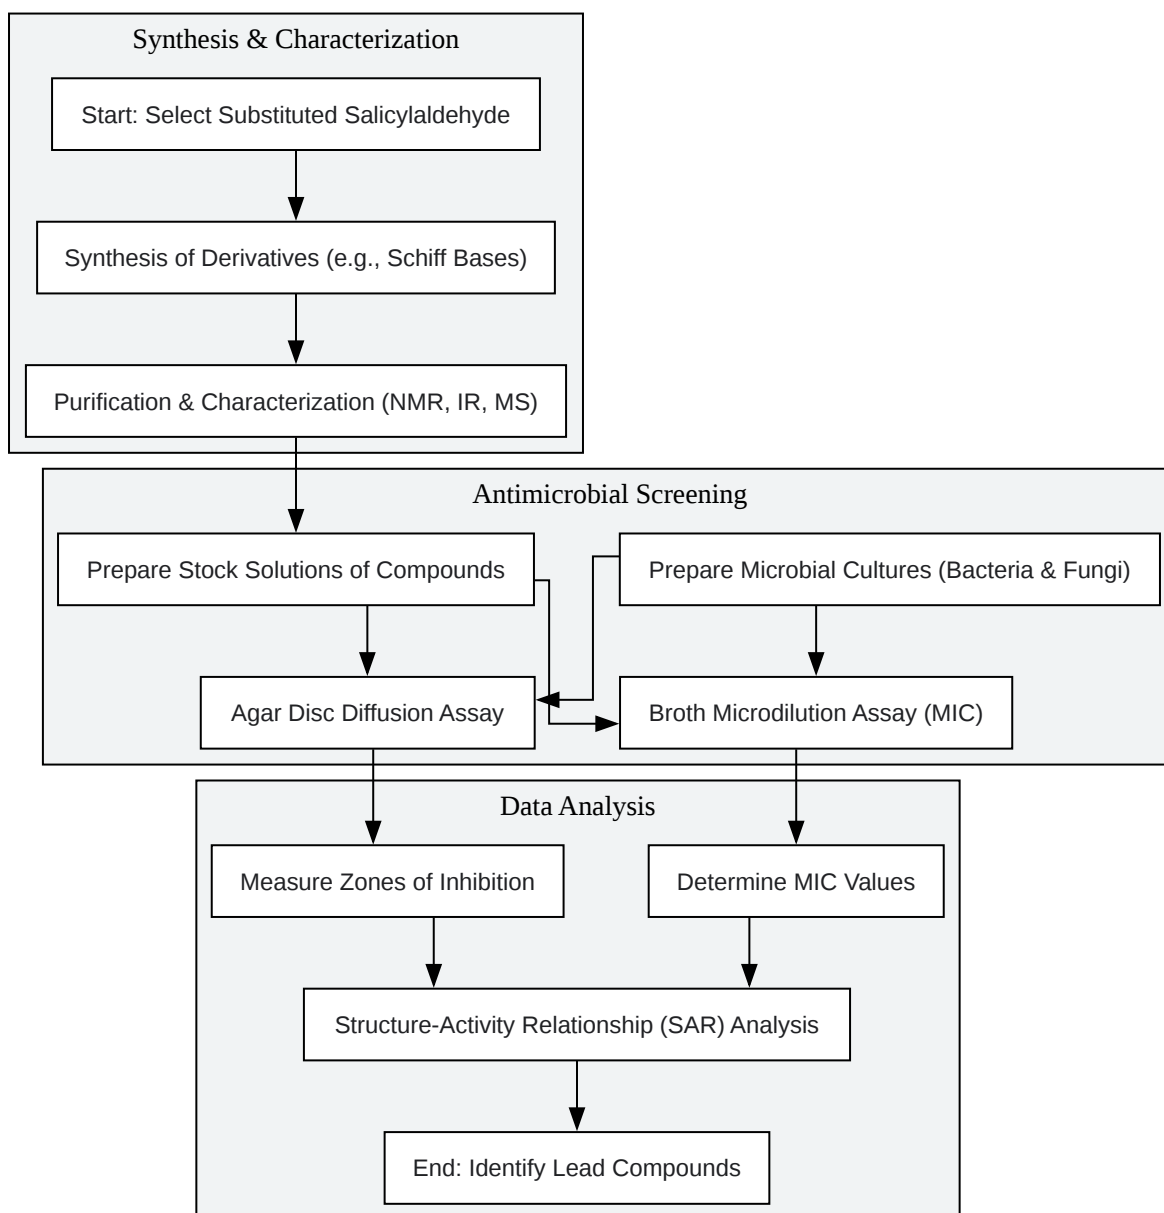 Synthesis & Characterization
Start: Select Substituted Salicylaldehyde
Synthesis of Derivatives (e.g., Schiff Bases)
Purification & Characterization (NMR, IR, MS)
Antimicrobial Screening
Prepare Stock Solutions of Compounds
Prepare Microbial Cultures (Bacteria & Fungi)
Agar Disc Diffusion Assay
Broth Microdilution Assay (MIC)
Data Analysis
Measure Zones of Inhibition
Determine MIC Values
Structure-Activity Relationship (SAR) Analysis
End: Identify Lead Compounds